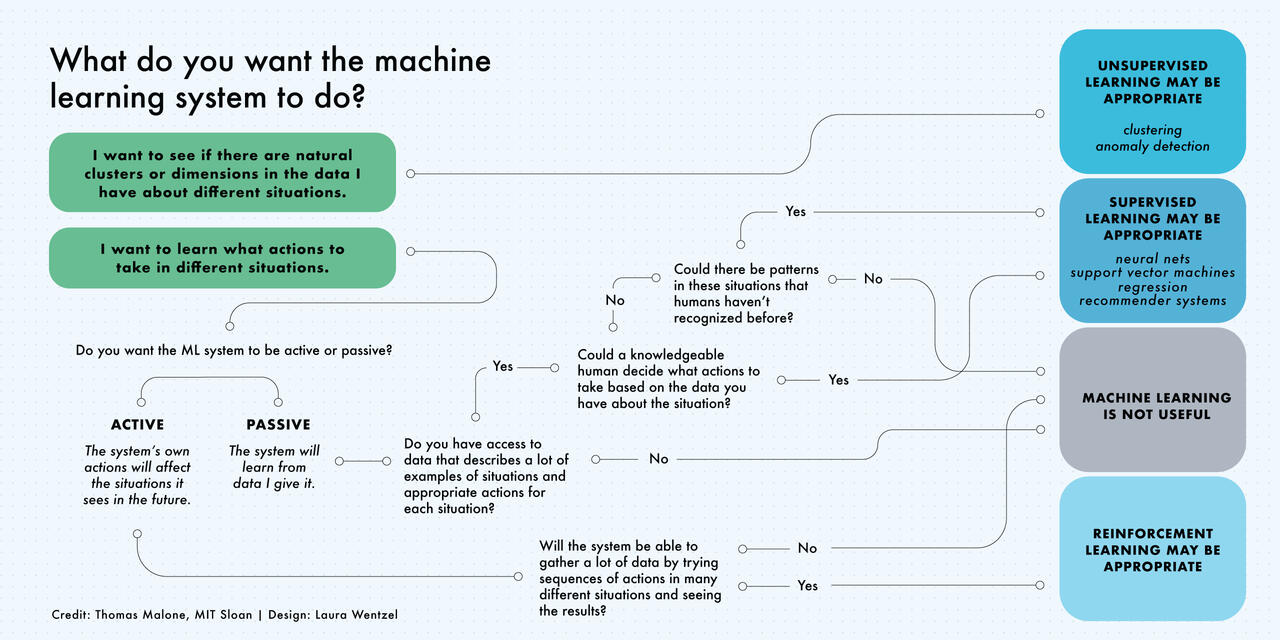 What do you want the machine
learning system to do?
I want to see if there are natural
clusters or dimensions in the data I
have about different situations.
I want to learn what actions to
take in different situations.
Do you want the ML system to be active or passive?
ACTIVE
The system’s own
actions will affect
the situations it
sees in the future.
PASSIVE
The system will
learn from
data I give it.
Do you have access to
data that describes a lot of
examples of situations and
appropriate actions for
each situation?
Yes
No
Could a knowledgeable
human decide what actions to
take based on the data you
have about the situation?
No
Yes
Could there be patterns
in these situations that
humans haven’t
recognized before?
Yes
No
Will the system be able to
gather a lot of data by trying
sequences of actions in many
different situations and seeing
the results?
No
Yes
UNSUPERVISED
LEARNING MAY BE
APPROPRIATE
clustering
anomaly detection
SUPERVISED
LEARNING MAY BE
APPROPRIATE
neural nets
support vector machines
regression
recommender systems
MACHINE LEARNING
IS NOT USEFUL
REINFORCEMENT
LEARNING MAY BE
APPROPRIATE
Credit: Thomas Malone, MIT Sloan | Design: Laura Wentzel